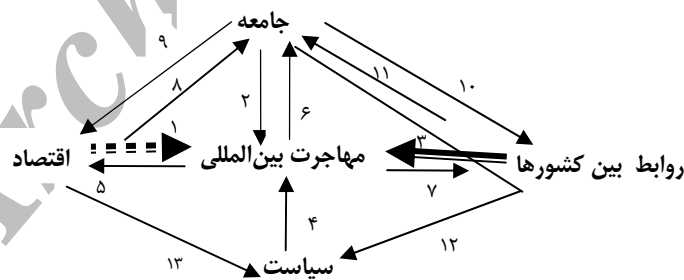 جامعه
۹
۸
۲
۶
۱۱
۱۰
۱
۳
اقتصاد
مهاجرت بین‌المللی
روابط بین کشورها
۵
۷
۴
۱۲
۱۳
سیاست